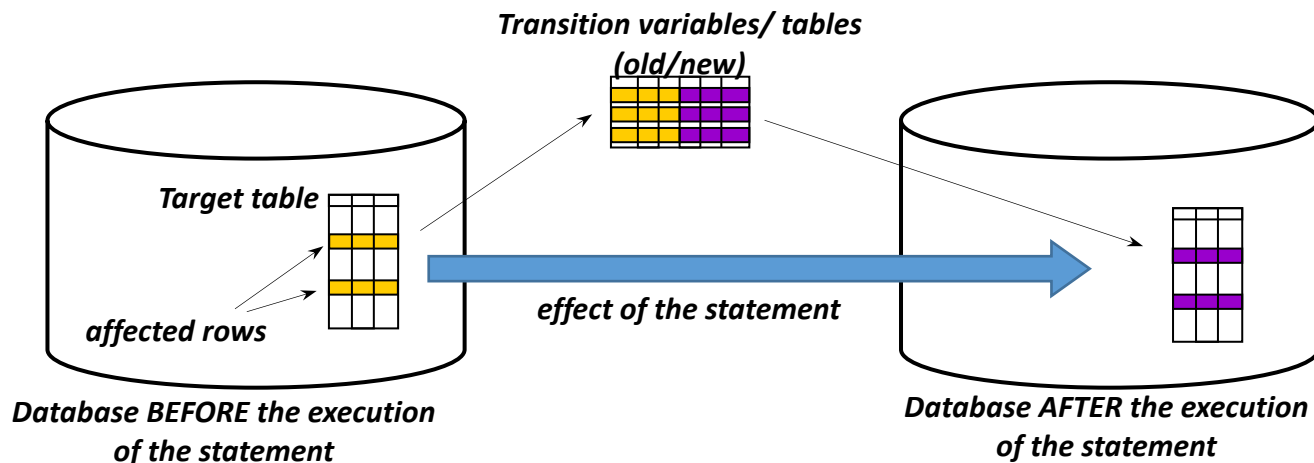 Transition variables/ tables
(old/new)
Target table
affected rows
effect of the statement
Database BEFORE the execution
of the statement
Database AFTER the execution
of the statement